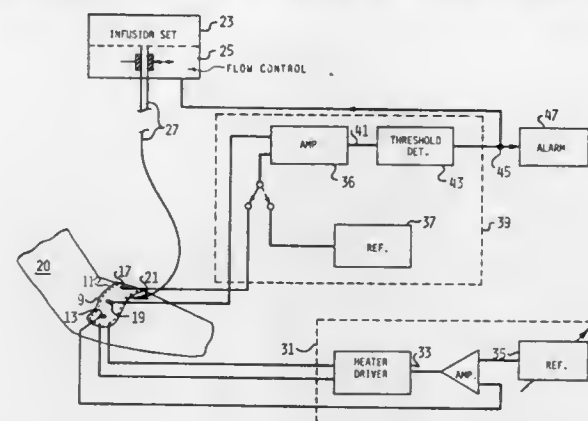 INFUSION SET
23
25
FLOW CONTROL
27
47
41
AMP
THRESHOLD
DET.
ALARM
36
43
45
37
39
REF.
20
11
17
21
9
13
19
31
HEATER
DRIVER
33
AMP.
35
REF.